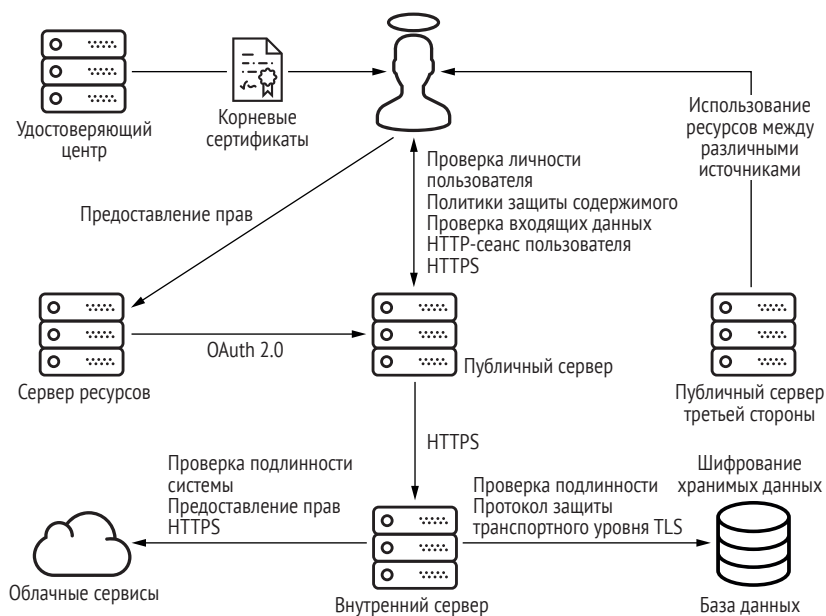 Удостоверяющий
центр
Корневые
сертификаты
Использование
ресурсов между
различными
источниками
Предоставление прав
Проверка личности
пользователя
Политики защиты содержимого
Проверка входящих данных
HTTP-сеанс пользователя
HTTPS
OAuth 2.0
Сервер ресурсов
Публичный сервер
Публичный сервер
третьей стороны
HTTPS
Проверка подлинности
системы
Предоставление прав
HTTPS
Проверка подлинности
Протокол защиты
транспортного уровня TLS
Шифрование
хранимых данных
Облачные сервисы
Внутренний сервер
База данных